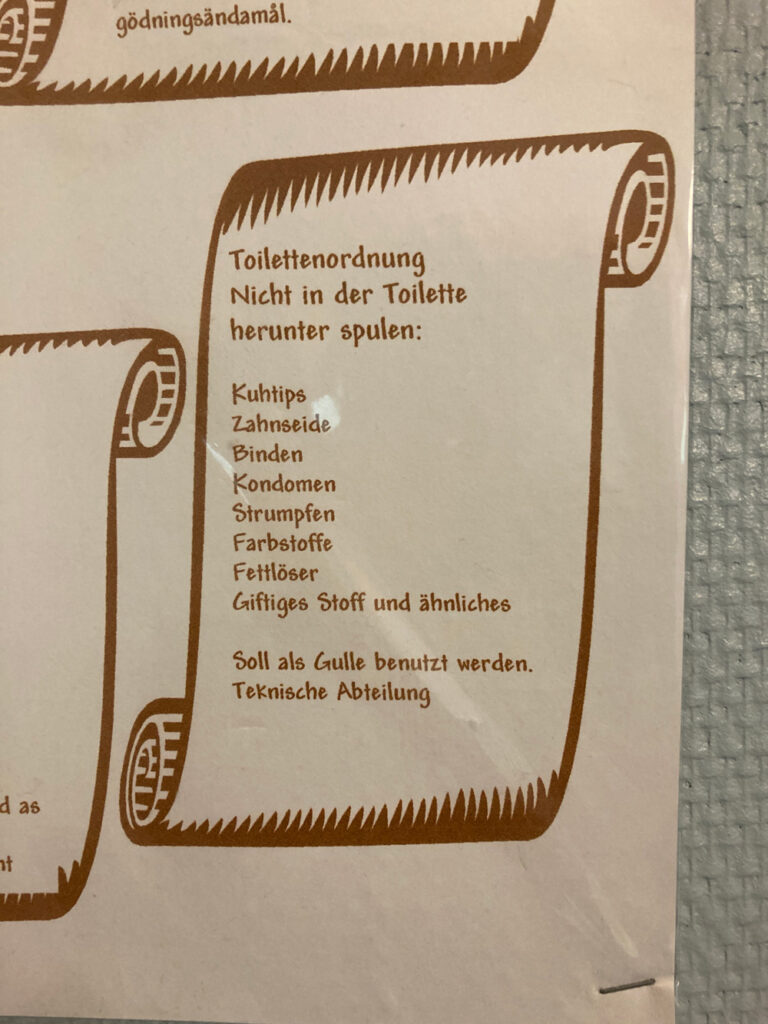 gödningsändamål.
Toilettenordnung
Nicht in der Toilette
herunter spulen:
Kuhtips
Zahnseide
Binden
Kondomen
Strumpfen
Farbstoffe
Fettlöser
Giftiges Stoff und ähnliches
Soll als Gulle benutzt werden.
Teknische Abteilung
d as
nt